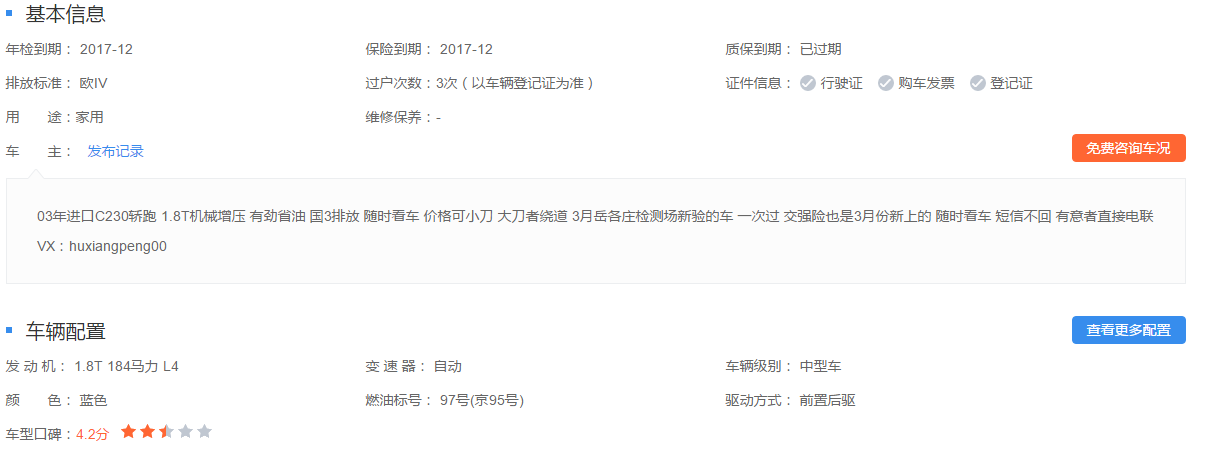 基本信息
年检到期： 2017-12 保险到期： 2017-12 质保到期： 已过期
排放标准： 欧IV 过户次数：3次（以车辆登记证为准） 证件信息： 行驶证 购车发票 登记证
用 途：家用 维修保养：-
车 主： 发布记录 免费咨询车况
03年进口C230轿跑 1.8T机械增压 有劲省油 国3排放 随时看车 价格可小刀 大刀者绕道 3月岳各庄检测场新验的车 一次过 交强险也是3月份新上的 随时看车 短信不回 有意者直接电联
VX：huxiangpeng00
车辆配置 查看更多配置
发 动 机： 1.8T 184马力 L4 变 速 器： 自动 车辆级别： 中型车
颜 色： 蓝色 燃油标号： 97号(京95号) 驱动方式： 前置后驱
车型口碑：4.2分